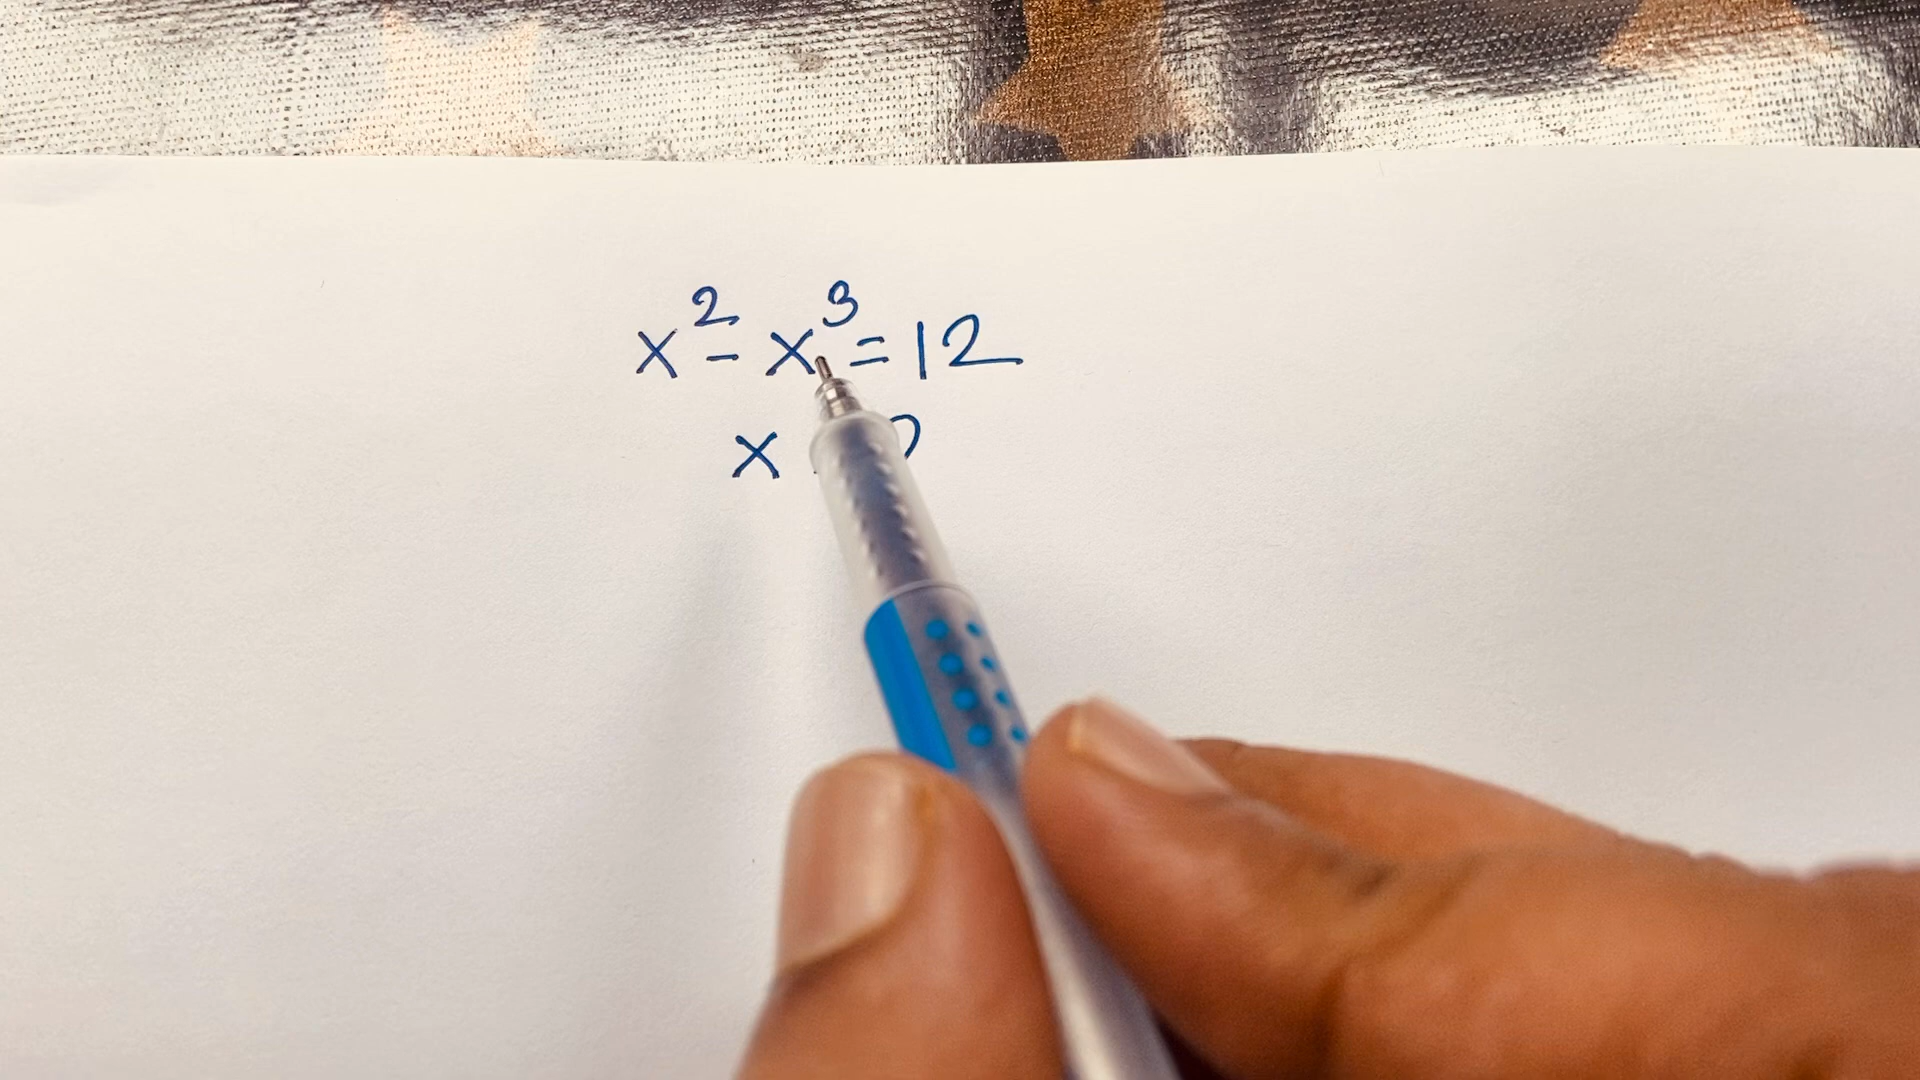 x² - x³ = 12
x